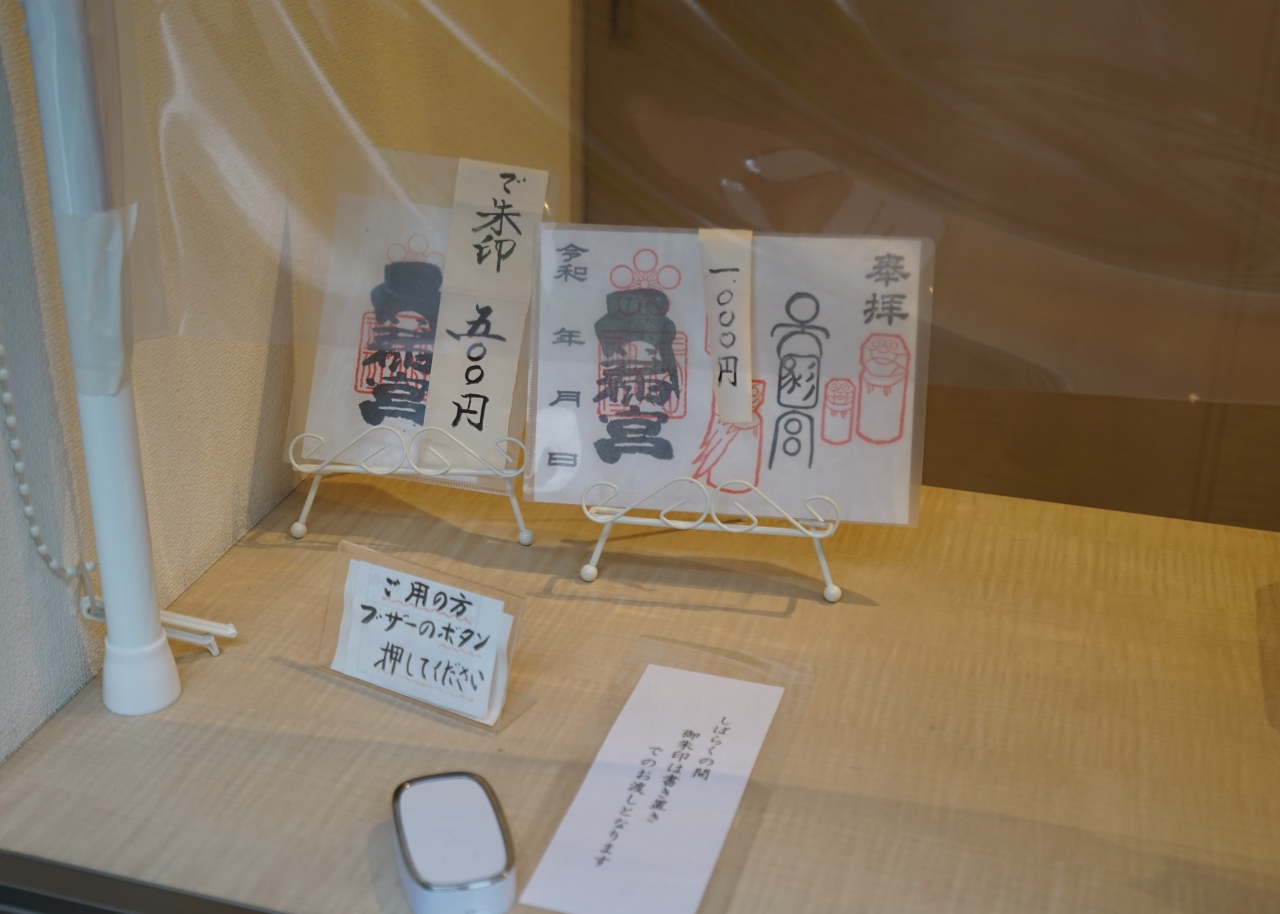 で朱印
五〇〇円
奉拝
一、〇〇〇円
令和 年 月 日
ご用の方
ブザーのボタン
押してください
しばらくの間
御朱印は書き置き
でのお渡しとなります